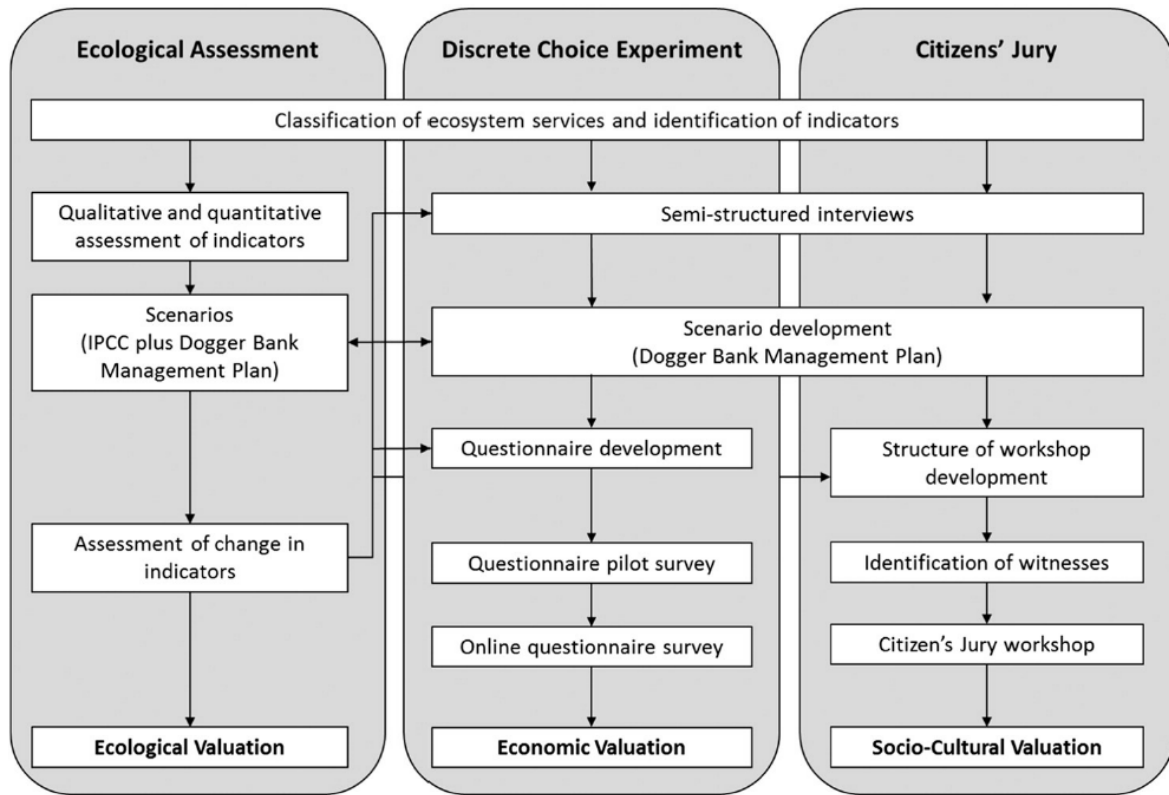 Ecological Assessment
Discrete Choice Experiment
Citizens’ Jury
Classification of ecosystem services and identification of indicators
Qualitative and quantitative
assessment of indicators
Semi-structured interviews
Scenarios
(IPCC plus Dogger Bank
Management Plan)
Scenario development
(Dogger Bank Management Plan)
Questionnaire development
Structure of workshop
development
Assessment of change in
indicators
Questionnaire pilot survey
Identification of witnesses
Online questionnaire survey
Citizen’s Jury workshop
Ecological Valuation
Economic Valuation
Socio-Cultural Valuation